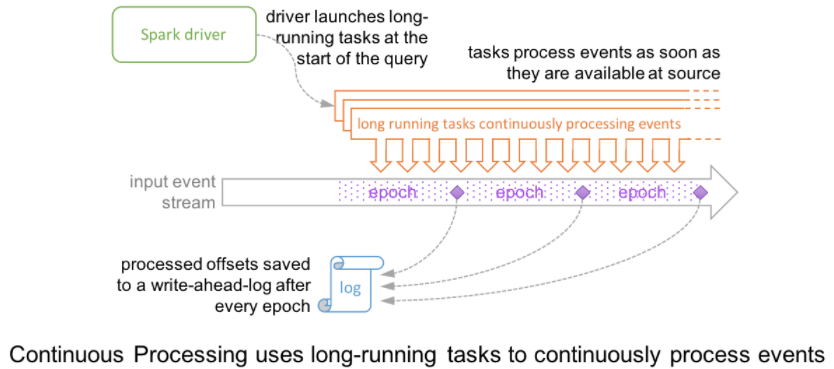 Spark driver
driver launches long-
running tasks at the
start of the query
tasks process events as soon as
they are available at source
long running tasks continuously processing events
input event
stream
epoch
epoch
epoch
processed offsets saved
to a write-ahead-log after
every epoch
log
Continuous Processing uses long-running tasks to continuously process events